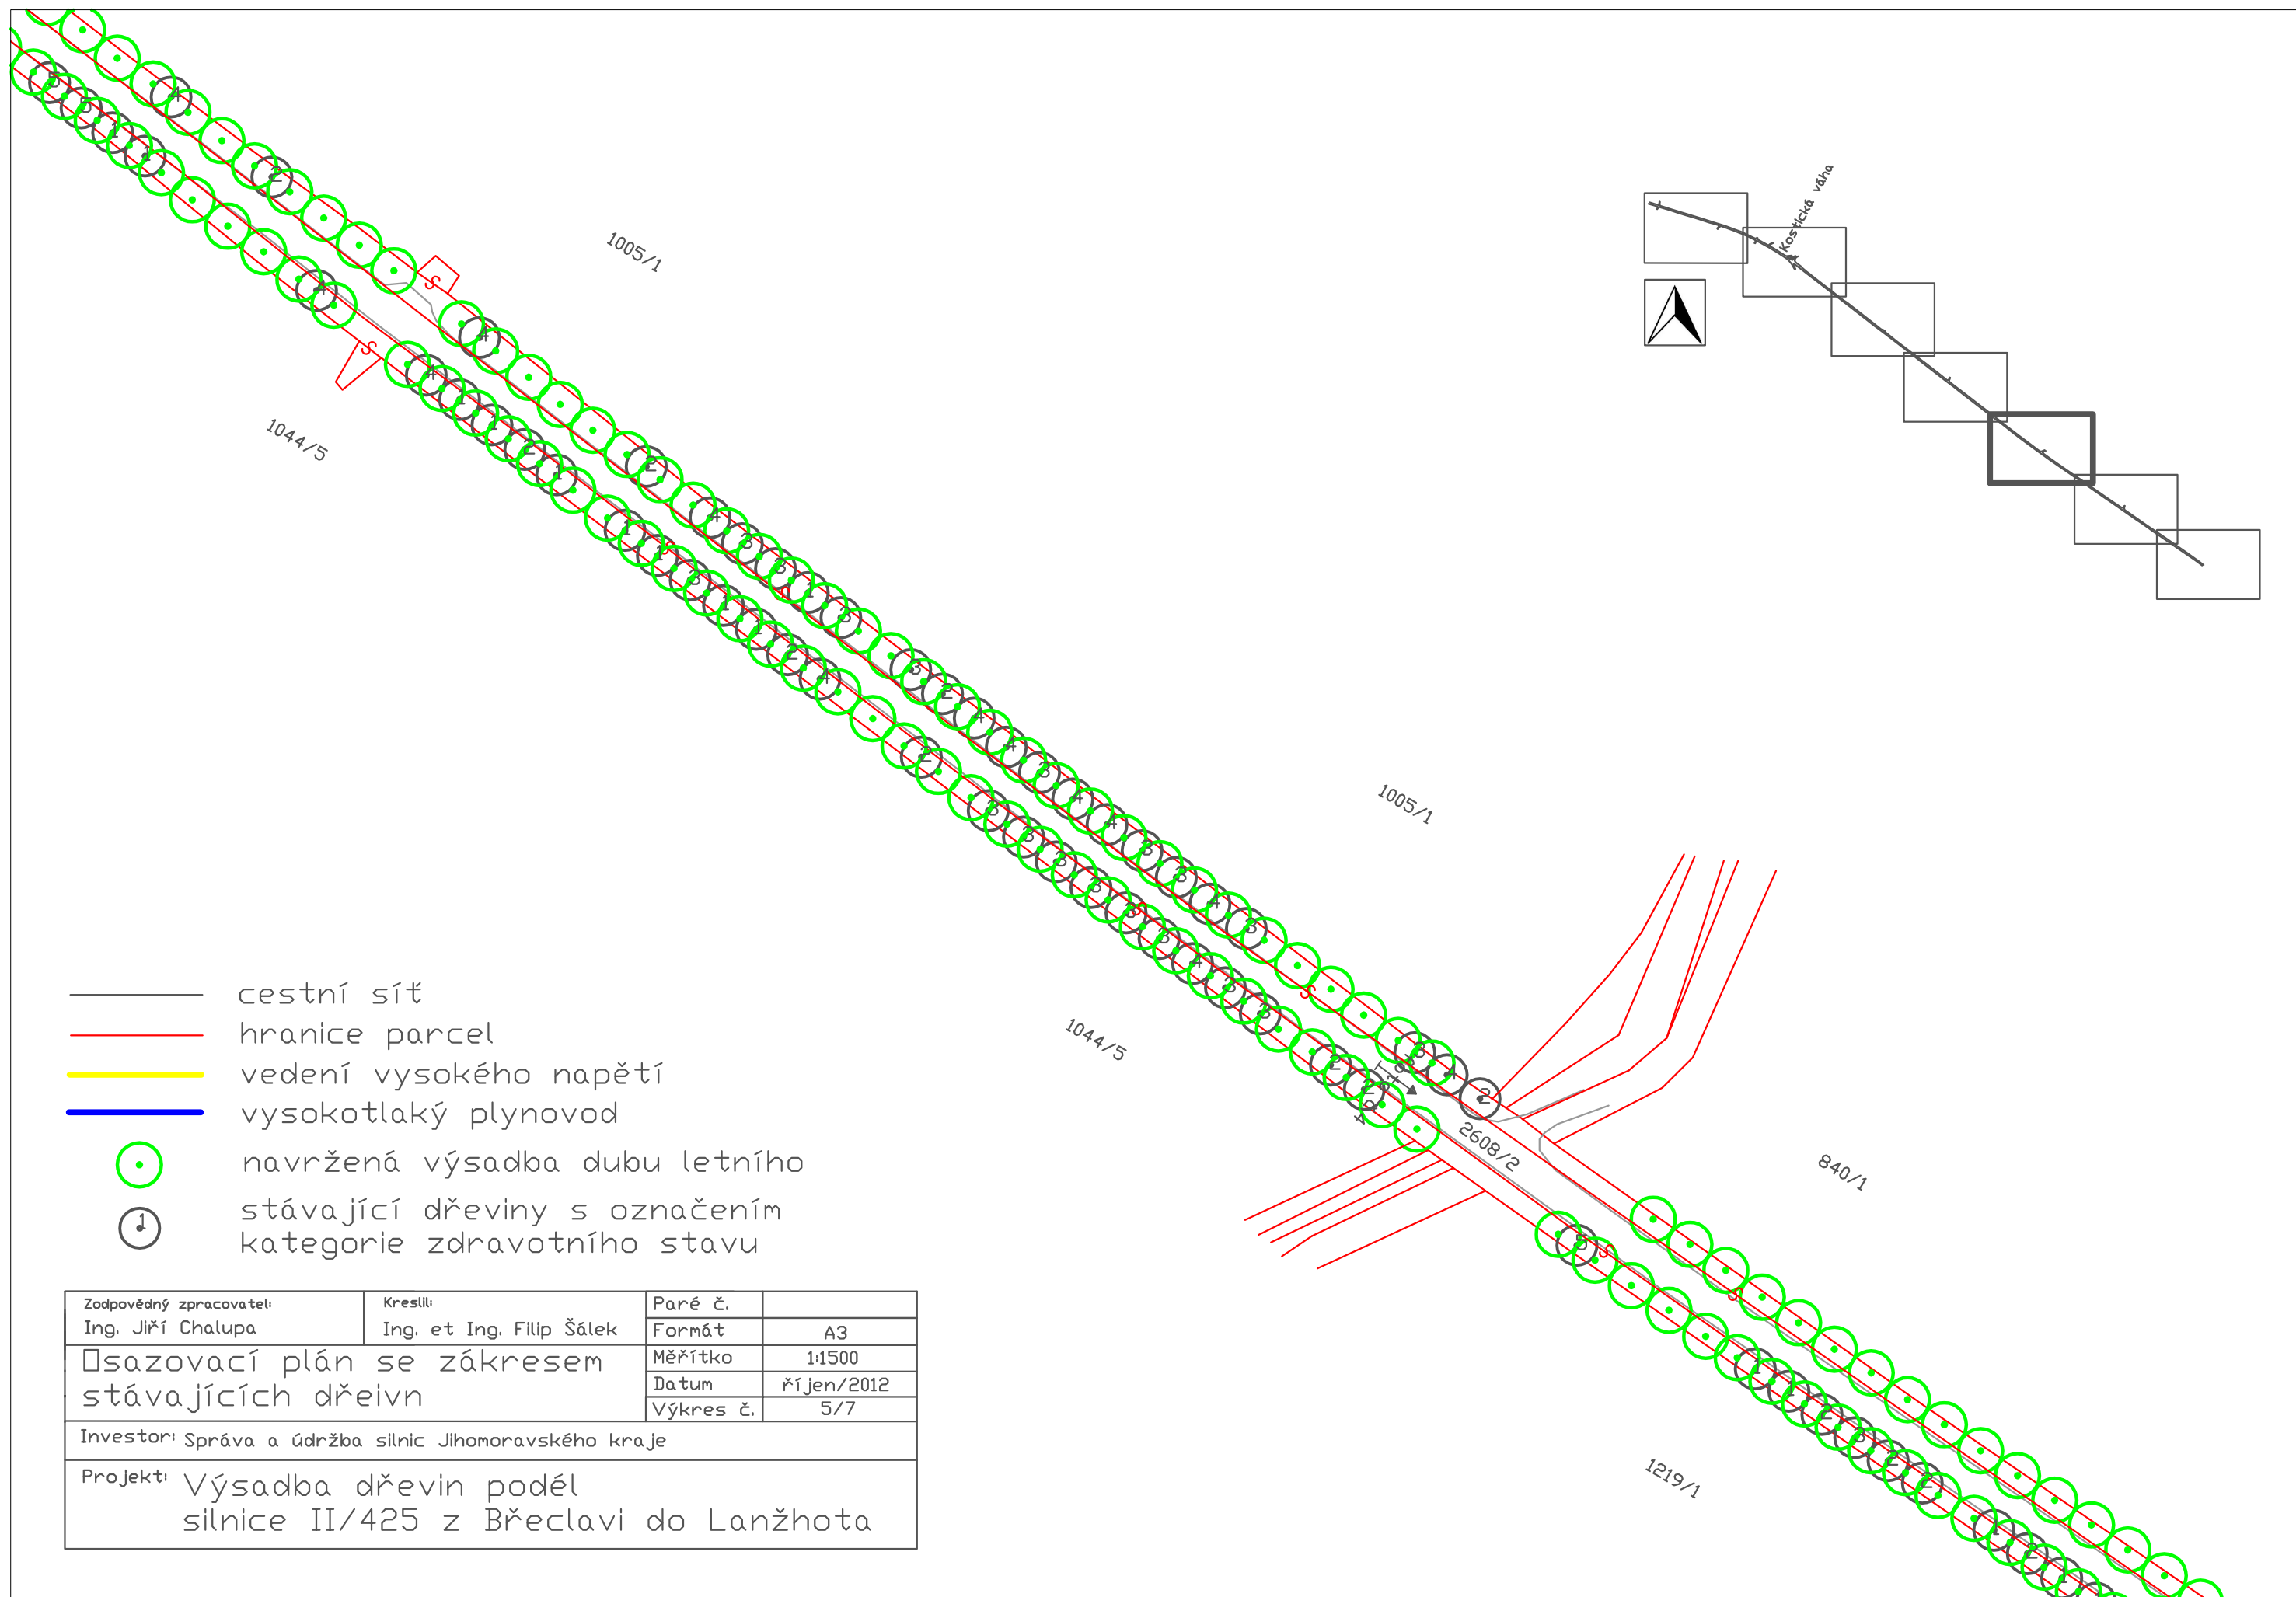 Kostická váha
1005/1
1044/5
1005/1
1044/5
2608/2
840/1
1219/1
cestní síť
hranice parcel
vedení vysokého napětí
vysokotlaký plynovod
navržená výsadba dubu letního
1
stávající dřeviny s označením
kategorie zdravotního stavu
Zodpovědný zpracovatel:
Ing. Jiří Chalupa
Kreslil:
Ing. et Ing. Filip Šálek
Paré č.
Formát A3
Měřítko 1:1500
Datum říjen/2012
Výkres č. 5/7
sazovací plán se zákresem
stávajících dřeivn
Investor: Správa a údržba silnic Jihomoravského kraje
Projekt: Výsadba dřevin podél
silnice II/425 z Břeclavi do Lanžhota